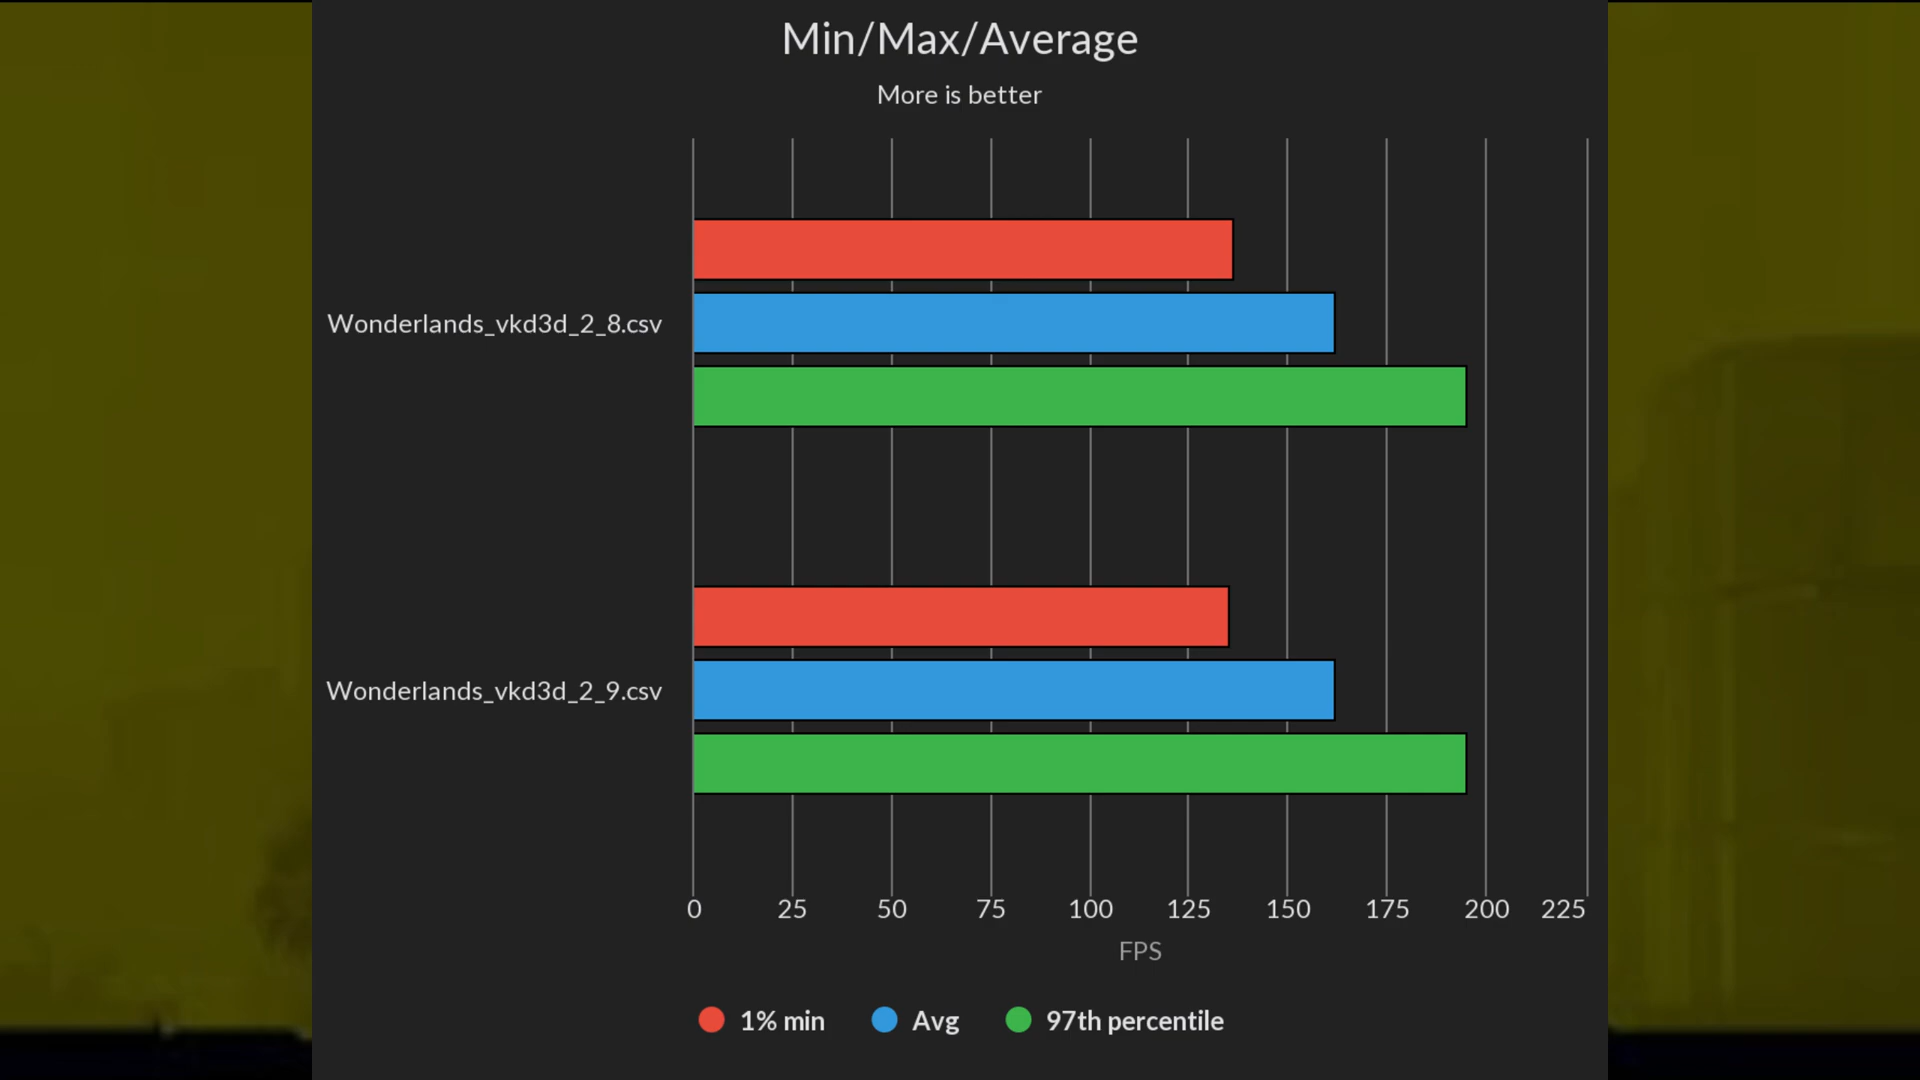 Min/Max/Average
More is better
Wonderlands_vkd3d_2_8.csv
Wonderlands_vkd3d_2_9.csv
0 25 50 75 100 125 150 175 200 225
FPS
1% min Avg 97th percentile